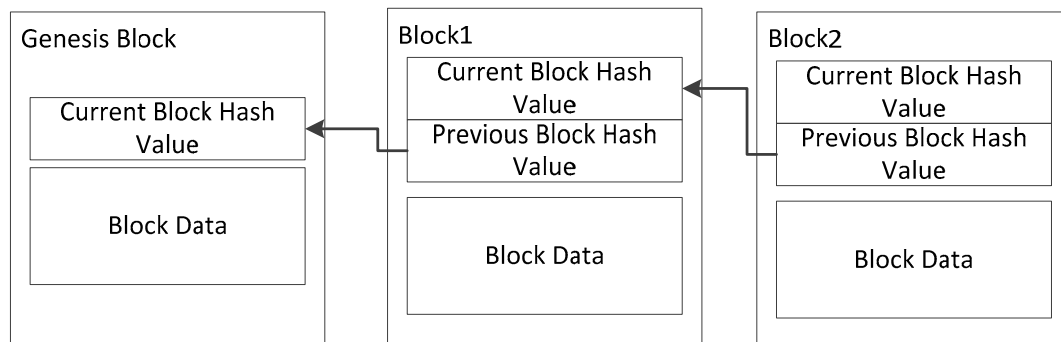 Genesis Block
Current Block Hash
Value
Block Data
Block1
Current Block Hash
Value
Previous Block Hash
Value
Block Data
Block2
Current Block Hash
Value
Previous Block Hash
Value
Block Data